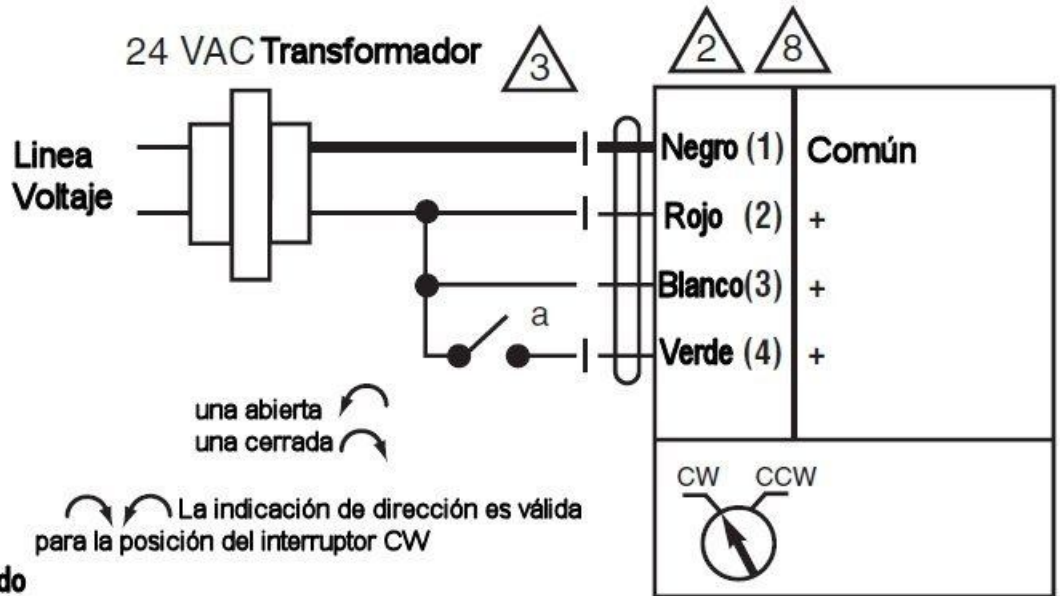 24 VAC Transformador
3
2
8
Linea
Voltaje
Negro (1) Común
Rojo (2) +
Blanco(3) +
a
Verde (4) +
una abierta
una cerrada
La indicación de dirección es válida
para la posición del interruptor CW
CW CCW